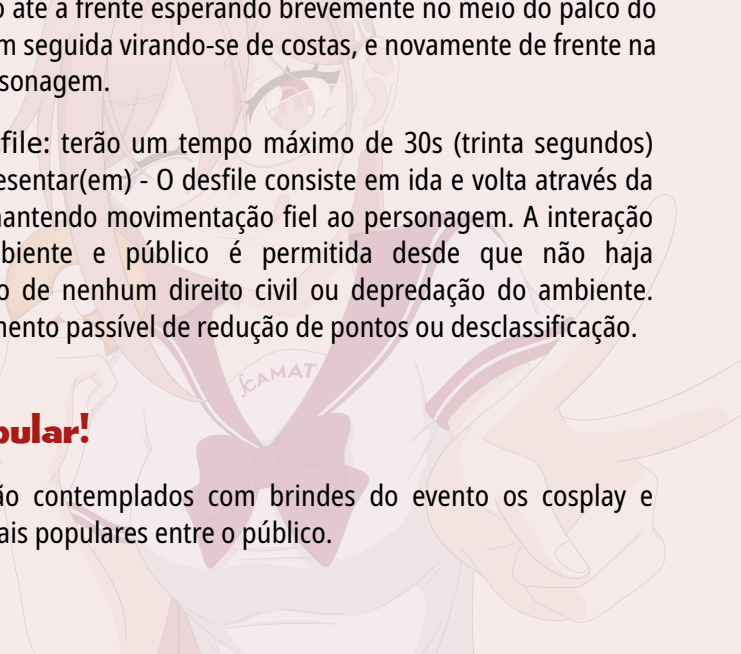 o até a frente esperando brevemente no meio do palco do
m seguida virando-se de costas, e novamente de frente na
sonagem.
file: terão um tempo máximo de 30s (trinta segundos)
esentar(em) - O desfile consiste em ida e volta através da
mantendo movimentação fiel ao personagem. A interação
biente e público é permitida desde que não haja
o de nenhum direito civil ou depredação do ambiente.
mento passível de redução de pontos ou desclassificação.
CAMAT
pular!
ão contemplados com brindes do evento os cosplay e
ais populares entre o público.